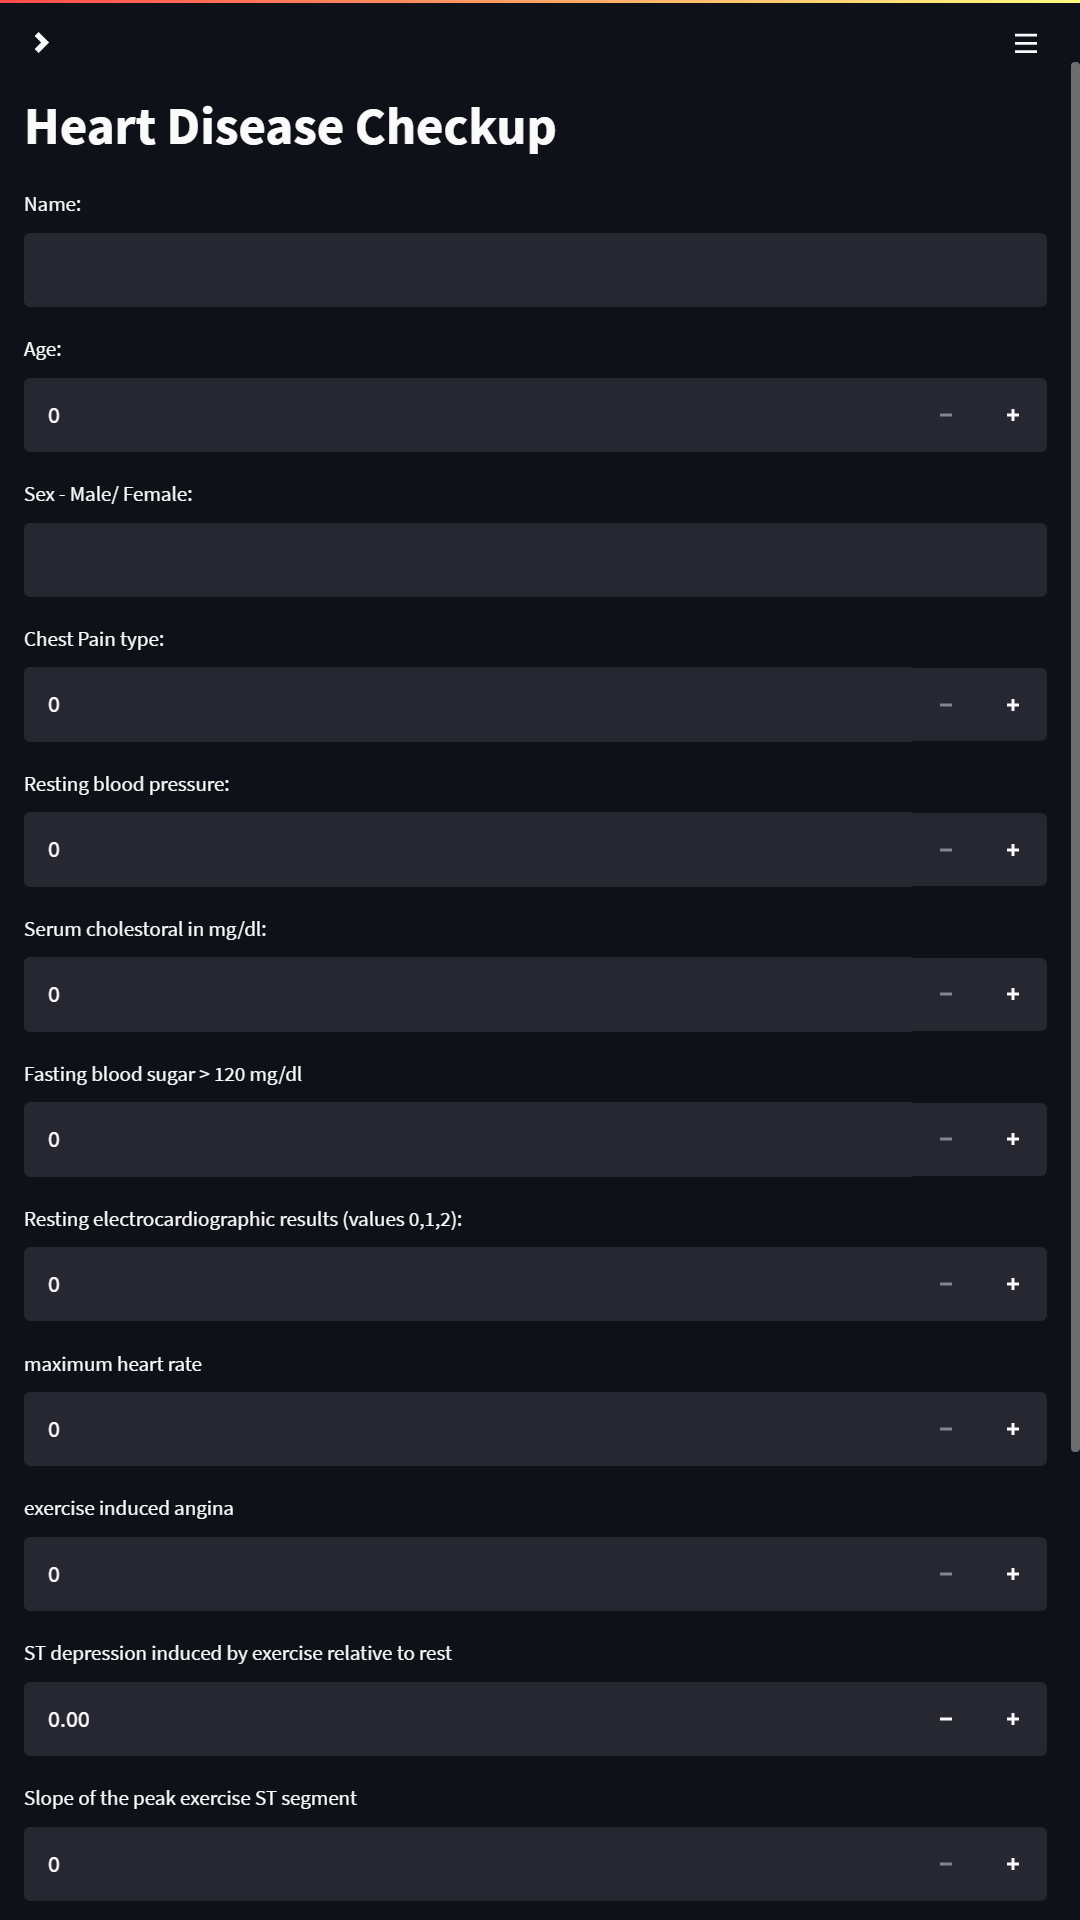 Heart Disease Checkup
Name:
Age:
0
Sex - Male/ Female:
Chest Pain type:
0
Resting blood pressure:
0
Serum cholestoral in mg/dl:
0
Fasting blood sugar > 120 mg/dl
0
Resting electrocardiographic results (values 0,1,2):
0
maximum heart rate
0
exercise induced angina
0
ST depression induced by exercise relative to rest
0.00
Slope of the peak exercise ST segment
0